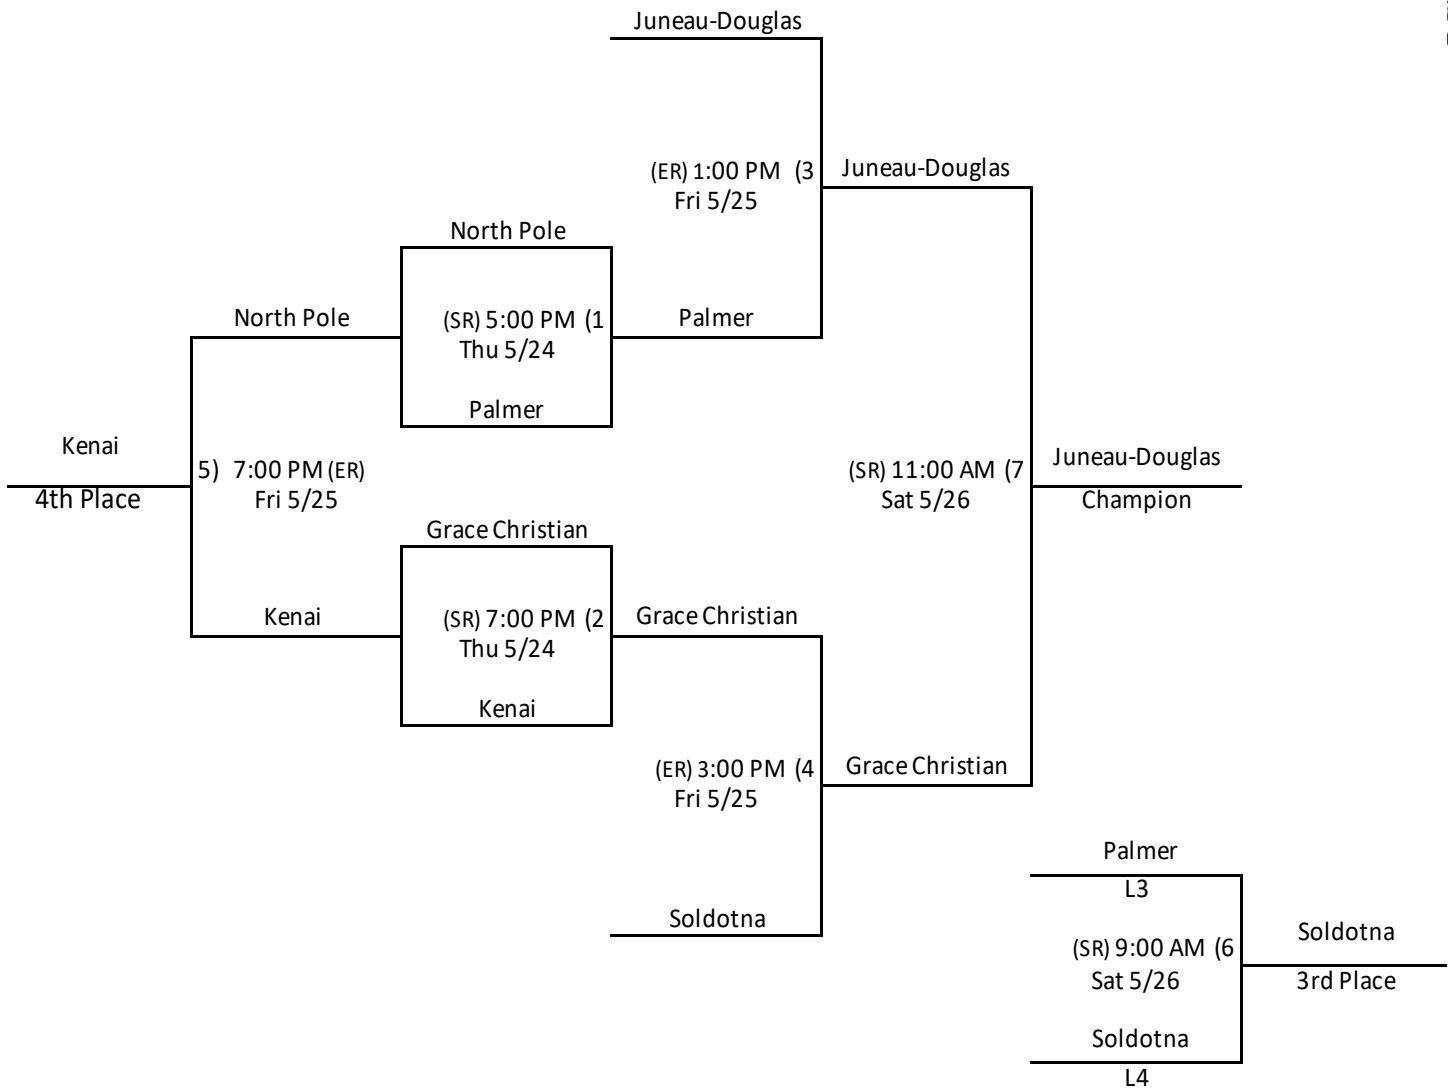 Juneau-Douglas
(ER) 1:00 PM (3
Fri 5/25
Juneau-Douglas
North Pole
North Pole
(SR) 5:00 PM (1
Thu 5/24
Palmer
Palmer
Kenai
4th Place
5) 7:00 PM (ER)
Fri 5/25
(SR) 11:00 AM (7
Sat 5/26
Juneau-Douglas
Champion
Grace Christian
Kenai
(SR) 7:00 PM (2
Thu 5/24
Grace Christian
Kenai
(ER) 3:00 PM (4
Fri 5/25
Grace Christian
Soldotna
Palmer
L3
(SR) 9:00 AM (6
Sat 5/26
Soldotna
3rd Place
Soldotna
L4